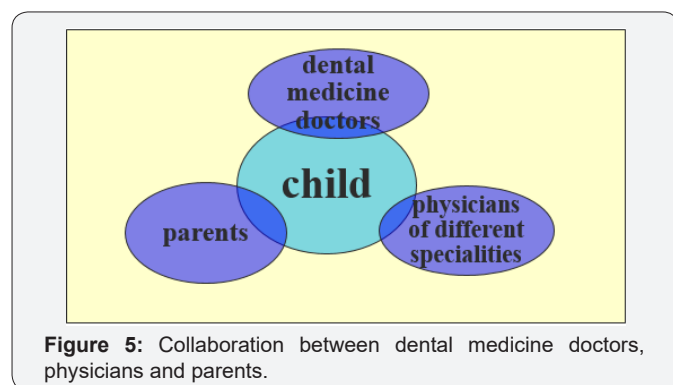 dental
medicine
doctors
child
parents
physicians
of different
specialities
Figure 5: Collaboration between dental medicine doctors,
physicians and parents.